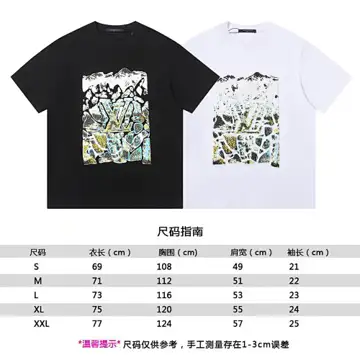 LV
尺码指南
尺码 衣长（cm） 胸围(cm) 肩宽(cm) 袖长(cm)
S 69 108 49 21
M 71 112 51 22
L 73 116 53 23
XL 75 120 55 24
XXL 77 124 57 25
*温馨提示* 尺码仅供参考，手工测量存在1-3cm误差